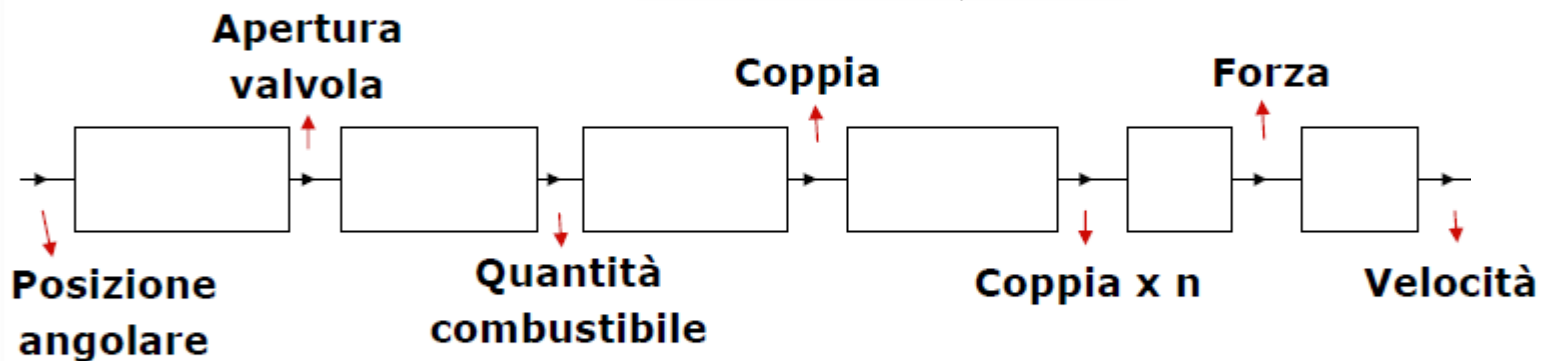 Apertura
valvola
Coppia
Forza
Posizione
angolare
Quantità
combustibile
Coppia x n
Velocità